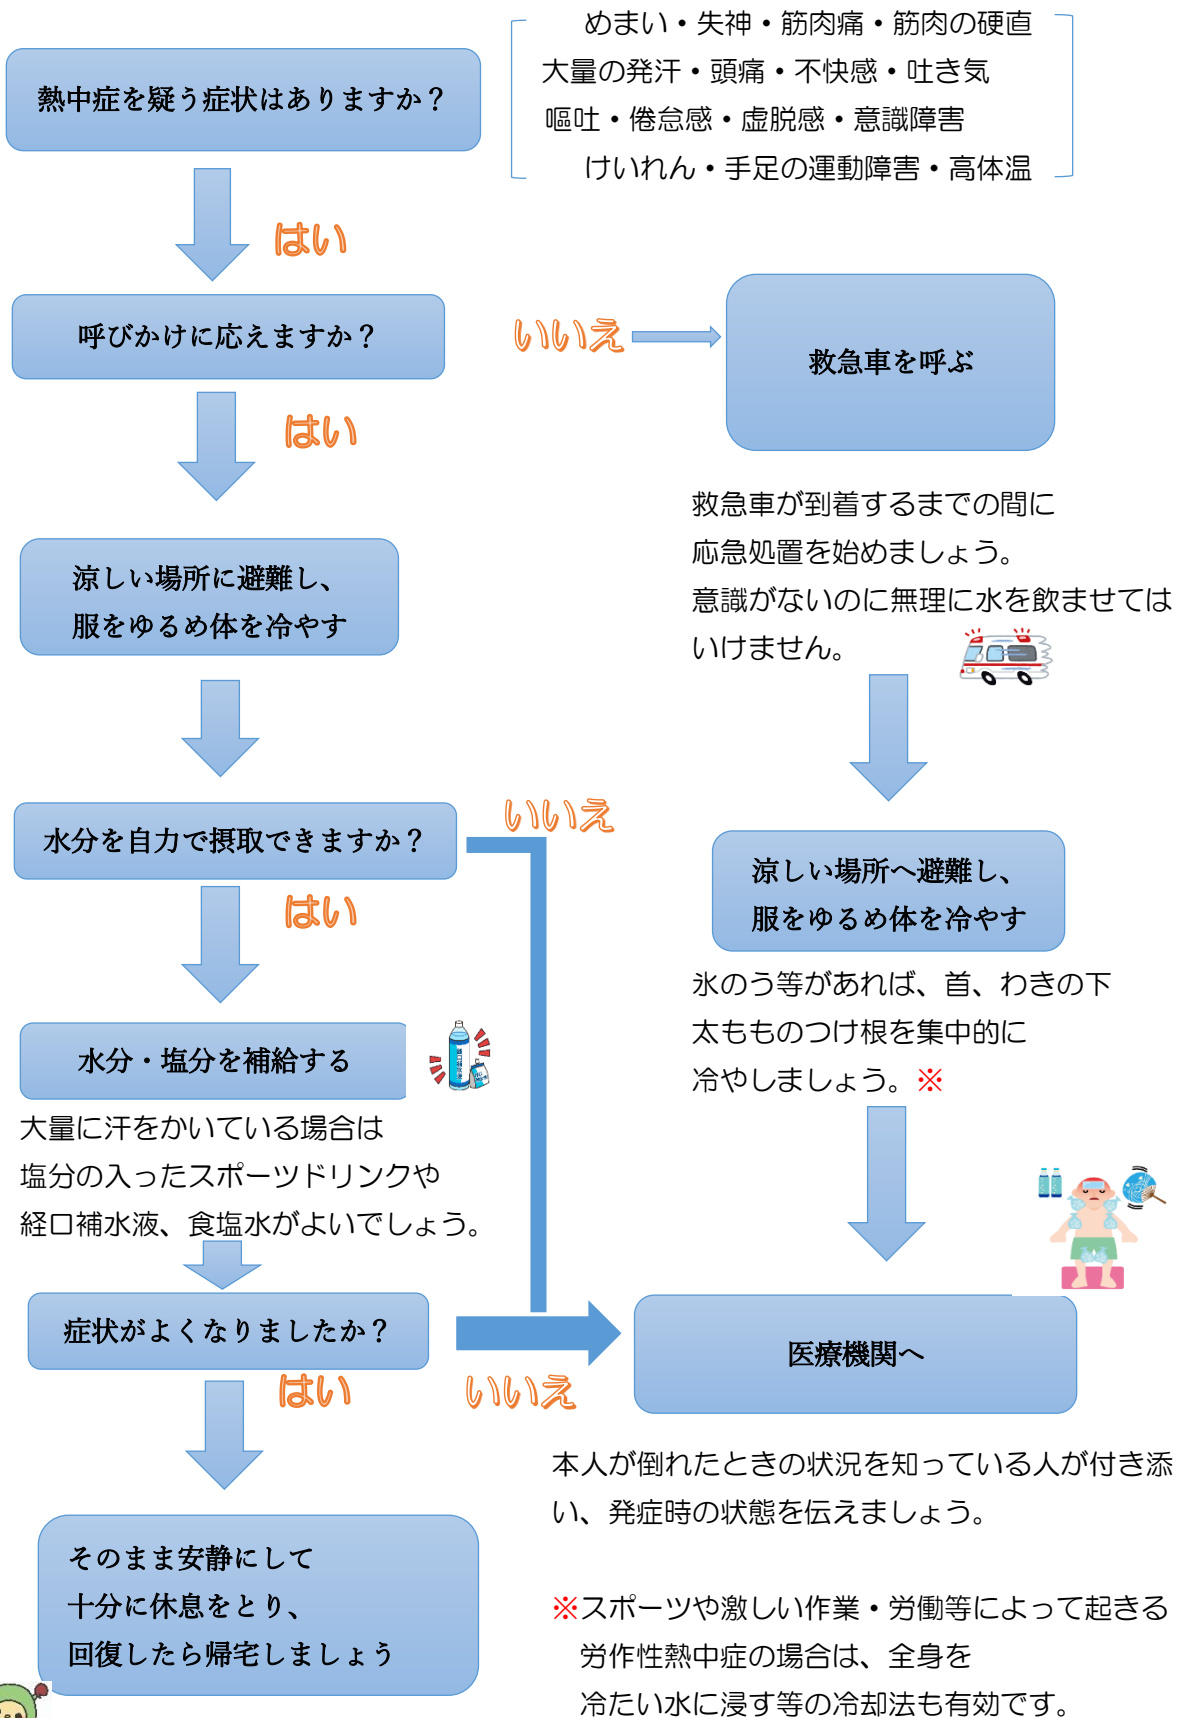 熱中症を疑う症状はありますか？
めまい・失神・筋肉痛・筋肉の硬直
大量の発汗・頭痛・不快感・吐き気
嘔吐・倦怠感・虚脱感・意識障害
けいれん・手足の運動障害・高体温
はい
呼びかけに応えますか？
いいえ
救急車を呼ぶ
はい
救急車が到着するまでの間に
応急処置を始めましょう。
意識がないのに無理に水を飲ませては
いけません。
涼しい場所に避難し、
服をゆるめ体を冷やす
水分を自力で摂取できますか？
いいえ
はい
涼しい場所へ避難し、
服をゆるめ体を冷やす
氷のう等があれば、首、わきの下
太もものつけ根を集中的に
冷やしましょう。※
水分・塩分を補給する
大量に汗をかいている場合は
塩分の入ったスポーツドリンクや
経口補水液、食塩水がよいでしょう。
症状がよくなりましたか？
はい
いいえ
医療機関へ
本人が倒れたときの状況を知っている人が付き添
い、発症時の状態を伝えましょう。
そのまま安静にして
十分に休息をとり、
回復したら帰宅しましょう
※スポーツや激しい作業・労働等によって起きる
労作性熱中症の場合は、全身を
冷たい水に浸す等の冷却法も有効です。